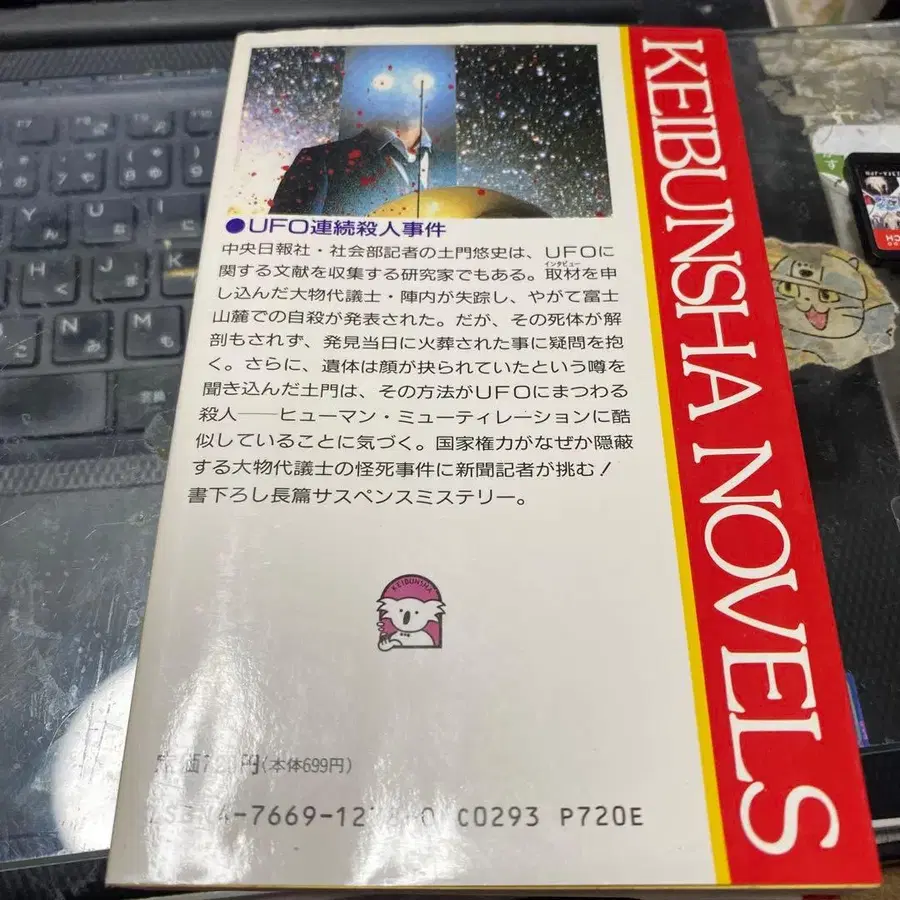 KEIBUNSHA NOVELS
●UFO連続殺人事件
中央日報社・社会部記者の土門悠史は、UFOに
関する文献を収集する研究家でもある。取材を申
インタビュー
し込んだ大物代議士・陣内が失踪し、やがて富士
山麓での自殺が発表された。だが、その死体が解
剖もされず、発見当日に火葬された事に疑問を抱
く。さらに、遺体は顔が抉られていたという噂を
聞き込んだ土門は、その方法がUFOにまつわる
殺人──ヒューマン・ミューティレーションに酷
似していることに気づく。国家権力がなぜか隠蔽
する大物代議士の怪死事件に新聞記者が挑む！
書下ろし長篇サスペンスミステリー。
KEIBUNSHA
(本体699円)
C0293 P720E
Y
U
N
M
す